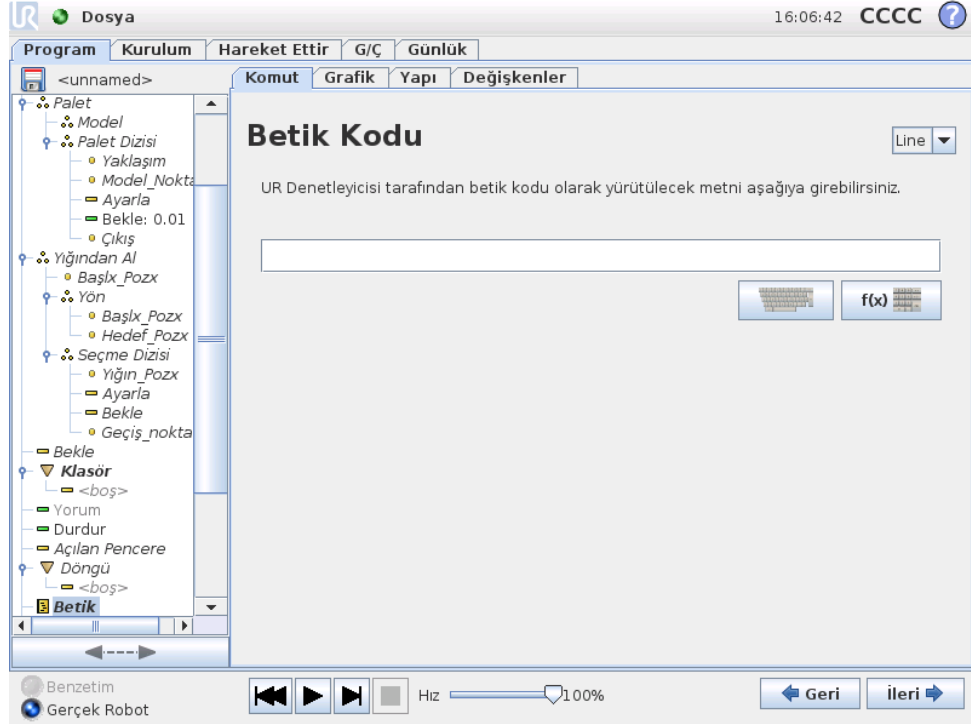 UR Dosya 16:06:42 CCCC ?
Program Kurulum Hareket Ettir G/Ç Günlük
<unnamed>
Komut Grafik Yapı Değişkenler
Palet
Model
Palet Dizisi
Yaklaşım
Model_Nokta
Ayarla
Bekle: 0.01
Çıkış
Yığından Al
Başlx_Pozx
Yön
Başlx_Pozx
Hedef_Pozx
Seçme Dizisi
Yığın_Pozx
Ayarla
Bekle
Geçiş_nokta
Bekle
Klasör
<boş>
Yorum
Durdur
Açılan Pencere
Döngü
<boş>
Betik
Betik Kodu
Line
UR Denetleyicisi tarafından betik kodu olarak yürütülecek metni aşağıya girebilirsiniz.
f(x)
Benzetim
Gerçek Robot
Hız 100%
Geri İleri